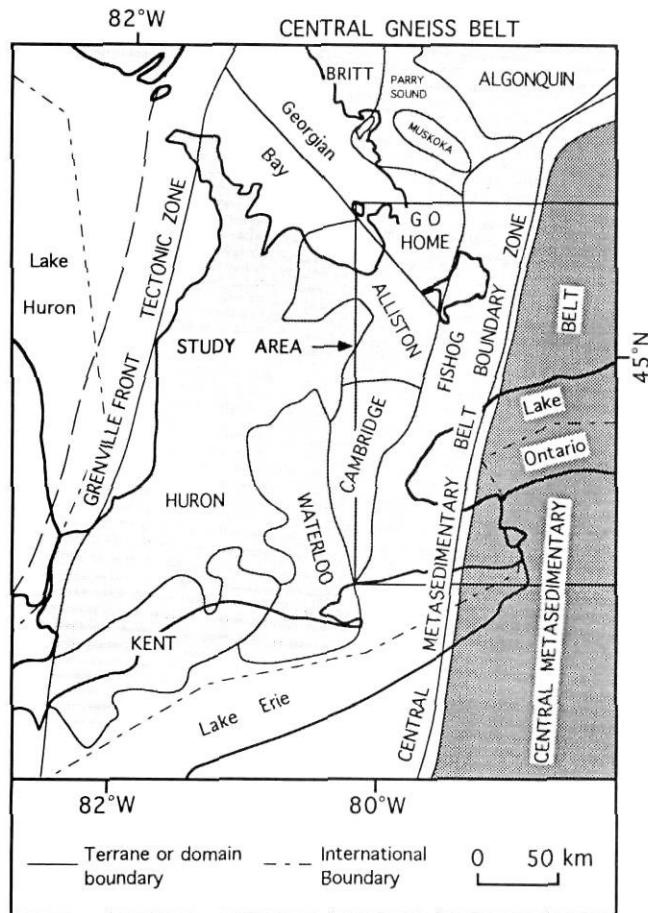 82°W
CENTRAL GNEISS BELT
BRITT
PARRY
SOUND
ALGONQUIN
MUSKOKA
Georgian
Bay
GO
HOME
Lake
Huron
GRENVILLE FRONT TECTONIC ZONE
ALLISTON
FISHOG
STUDY AREA
45°N
CENTRAL METASEDIMENTARY BELT BOUNDARY ZONE
CENTRAL METASEDIMENTARY BELT
Lake
Ontario
CAMBRIDGE
HURON
WATERLOO
KENT
Lake Erie
82°W
80°W
Terrane or domain
boundary
International
Boundary
0 50 km